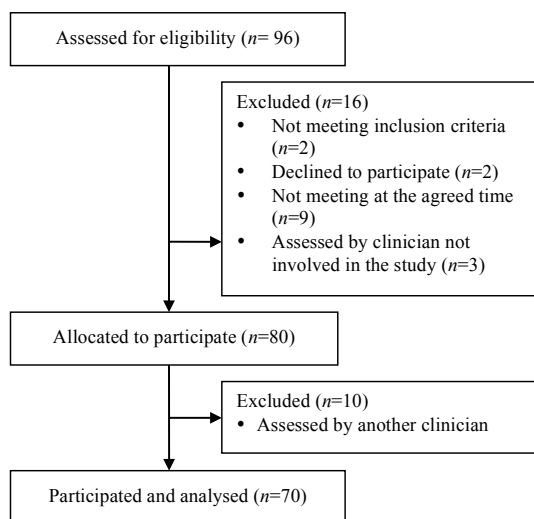 Assessed for eligibility (n= 96)
Excluded (n=16)
• Not meeting inclusion criteria
(n=2)
• Declined to participate (n=2)
• Not meeting at the agreed time
(n=9)
• Assessed by clinician not
involved in the study (n=3)
Allocated to participate (n=80)
Excluded (n=10)
• Assessed by another clinician
Participated and analysed (n=70)